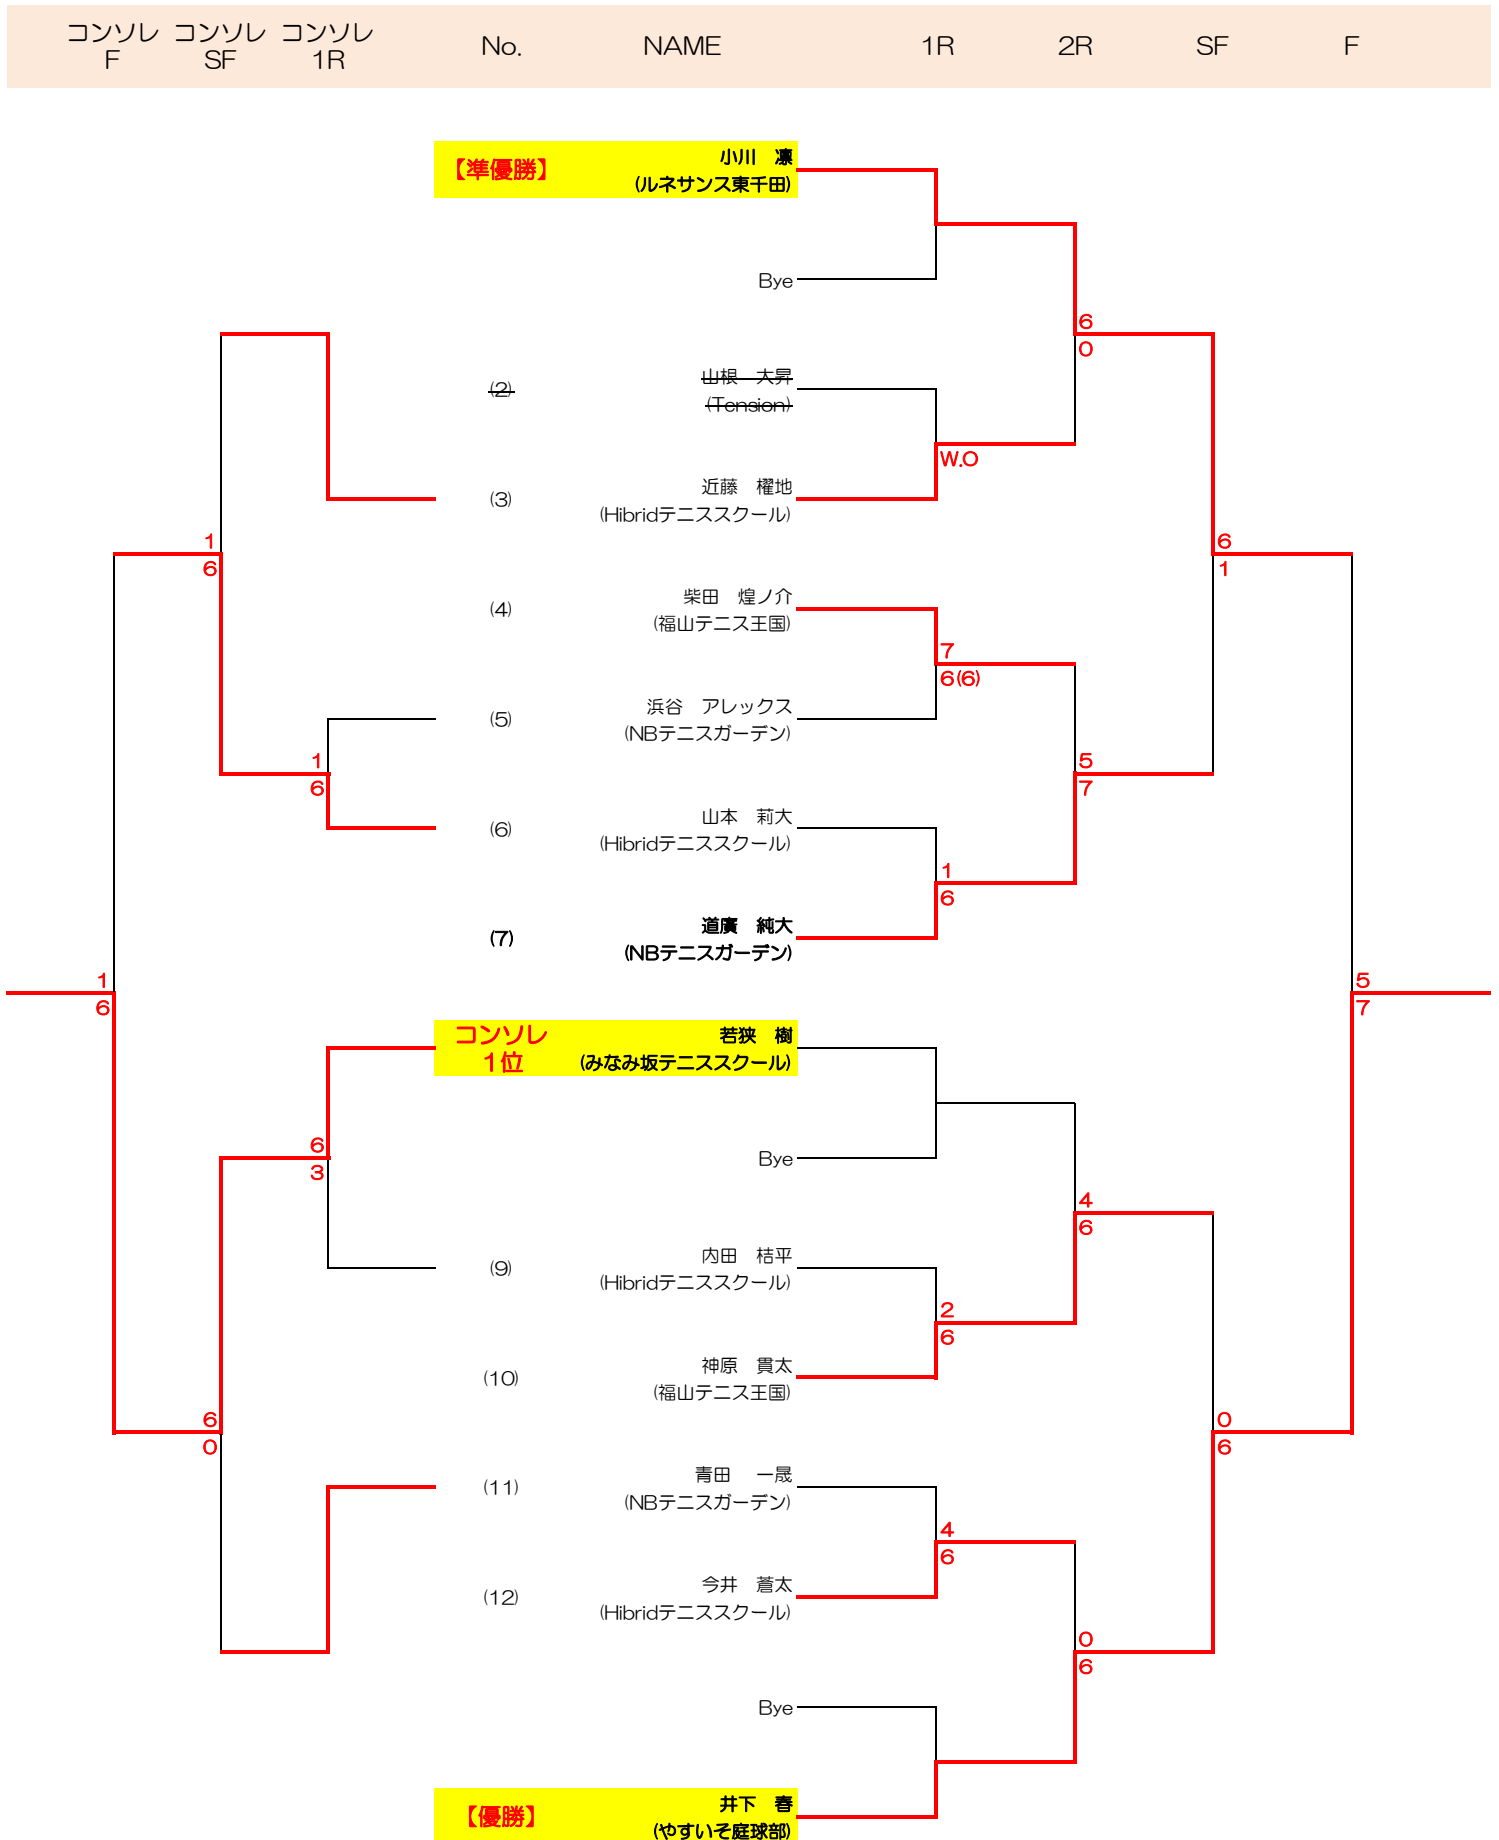 コンソレ コンソレ コンソレ
F SF 1R No. NAME 1R 2R SF F
【準優勝】 小川　凛
(ルネサンス東千田)
Bye
6
0
(2) 山根　大昇
(Tension)
W.O
(3) 近藤　櫂地
(Hibridテニススクール)
1 6
6 1
(4) 柴田　煌ノ介
(福山テニス王国)
7
6(6)
(5) 浜谷　アレックス
(NBテニスガーデン)
1 5
6 7
(6) 山本　莉大
(Hibridテニススクール)
1
6
(7) 道廣　純大
(NBテニスガーデン)
1 5
6 7
コンソレ 若狭　樹
1位 (みなみ坂テニススクール)
6
3
Bye
4
6
(9) 内田　桔平
(Hibridテニススクール)
2
6
(10) 神原　貫太
(福山テニス王国)
6 0
0 6
(11) 青田　一晟
(NBテニスガーデン)
4
6
(12) 今井　蒼太
(Hibridテニススクール)
0
6
Bye
【優勝】 井下　春
(やすいそ庭球部)